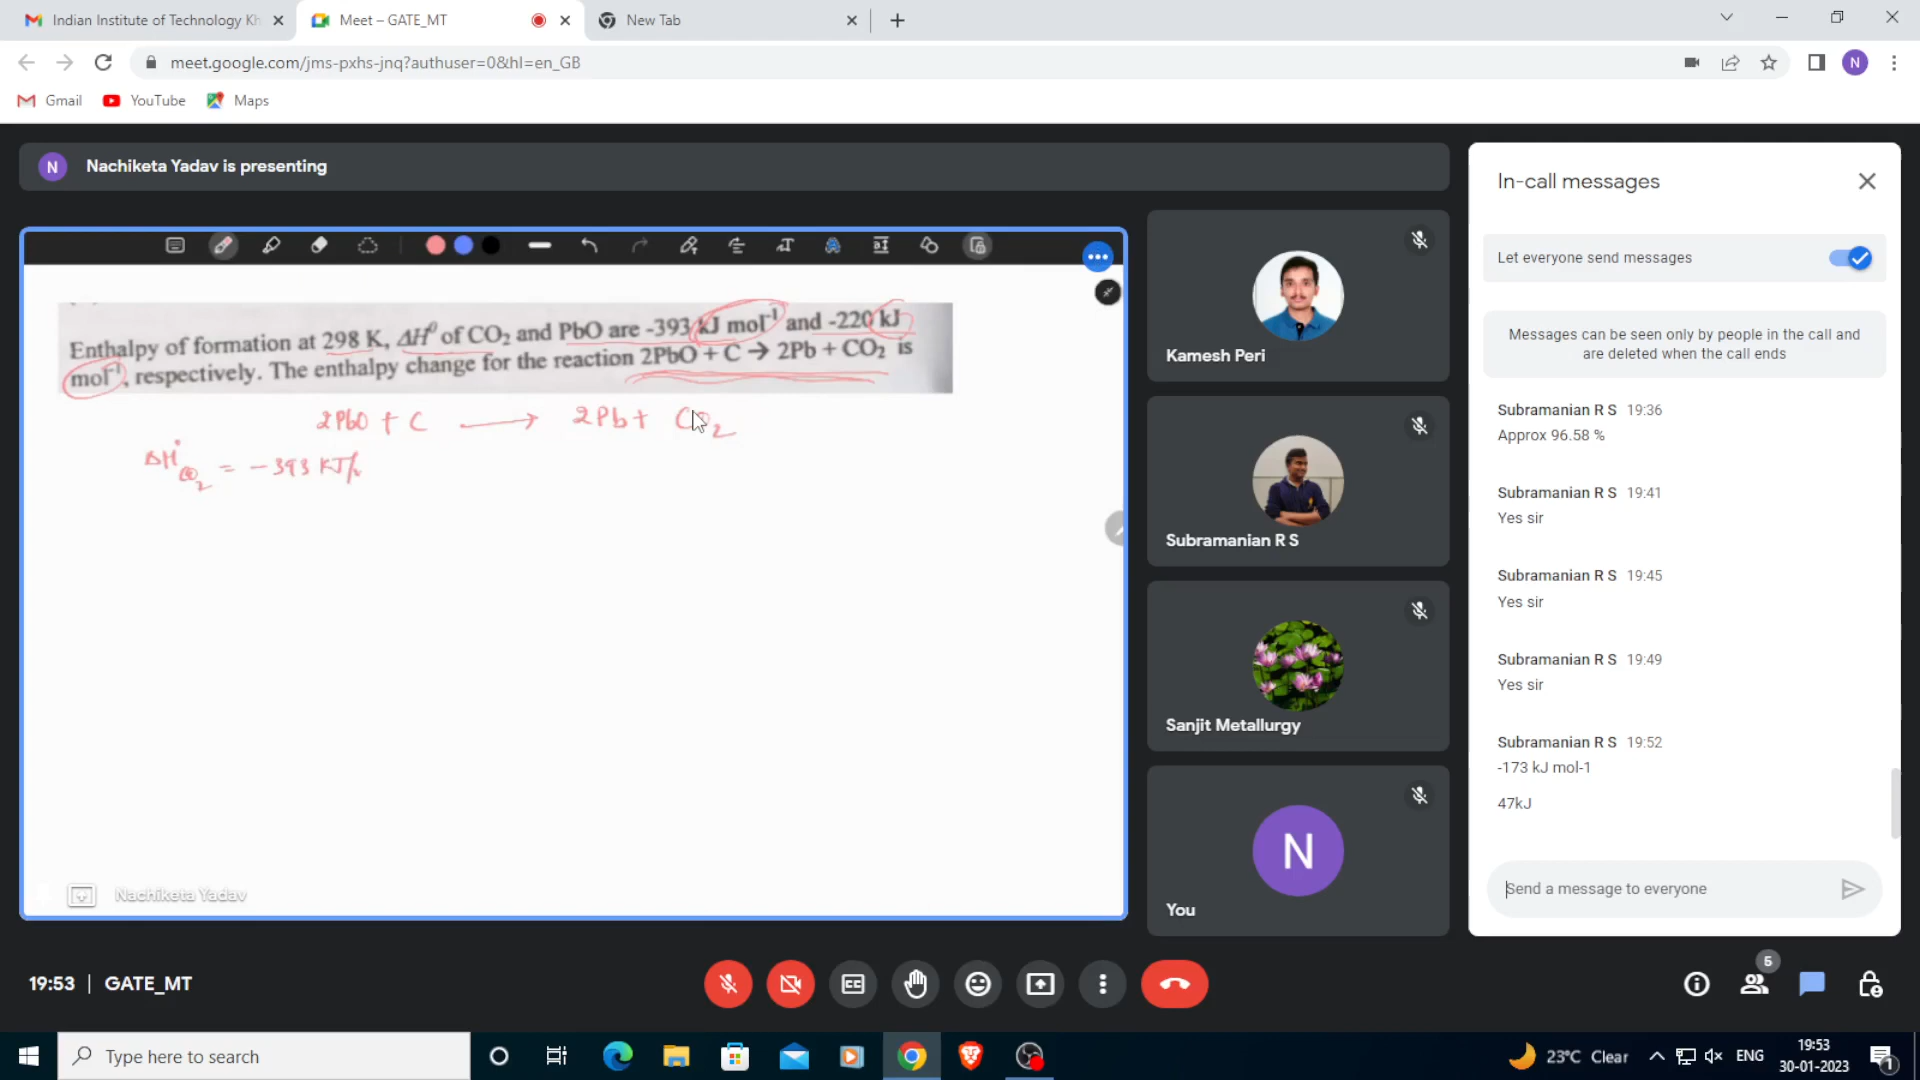 Indian Institute of Technology Kh
Meet – GATE_MT
New Tab
meet.google.com/jms-pxhs-jnq?authuser=0&hl=en_GB
N
Gmail
YouTube
Maps
N
Nachiketa Yadav is presenting
Enthalpy of formation at 298 K, ΔH⁰ of CO₂ and PbO are -393 kJ mol⁻¹ and -220 kJ
mol⁻¹, respectively. The enthalpy change for the reaction 2PbO + C → 2Pb + CO₂ is
2PbO + C → 2Pb + CO₂
ΔH°CO₂ = -393 KJ/
Nachiketa Yadav
Kamesh Peri
Subramanian R S
Sanjit Metallurgy
N
You
In-call messages
Let everyone send messages
Messages can be seen only by people in the call and
are deleted when the call ends
Subramanian R S 19:36
Approx 96.58 %
Subramanian R S 19:41
Yes sir
Subramanian R S 19:45
Yes sir
Subramanian R S 19:49
Yes sir
Subramanian R S 19:52
-173 kJ mol-1
47kJ
Send a message to everyone
19:53 | GATE_MT
5
Type here to search
23°C Clear
ENG
19:53
30-01-2023
1